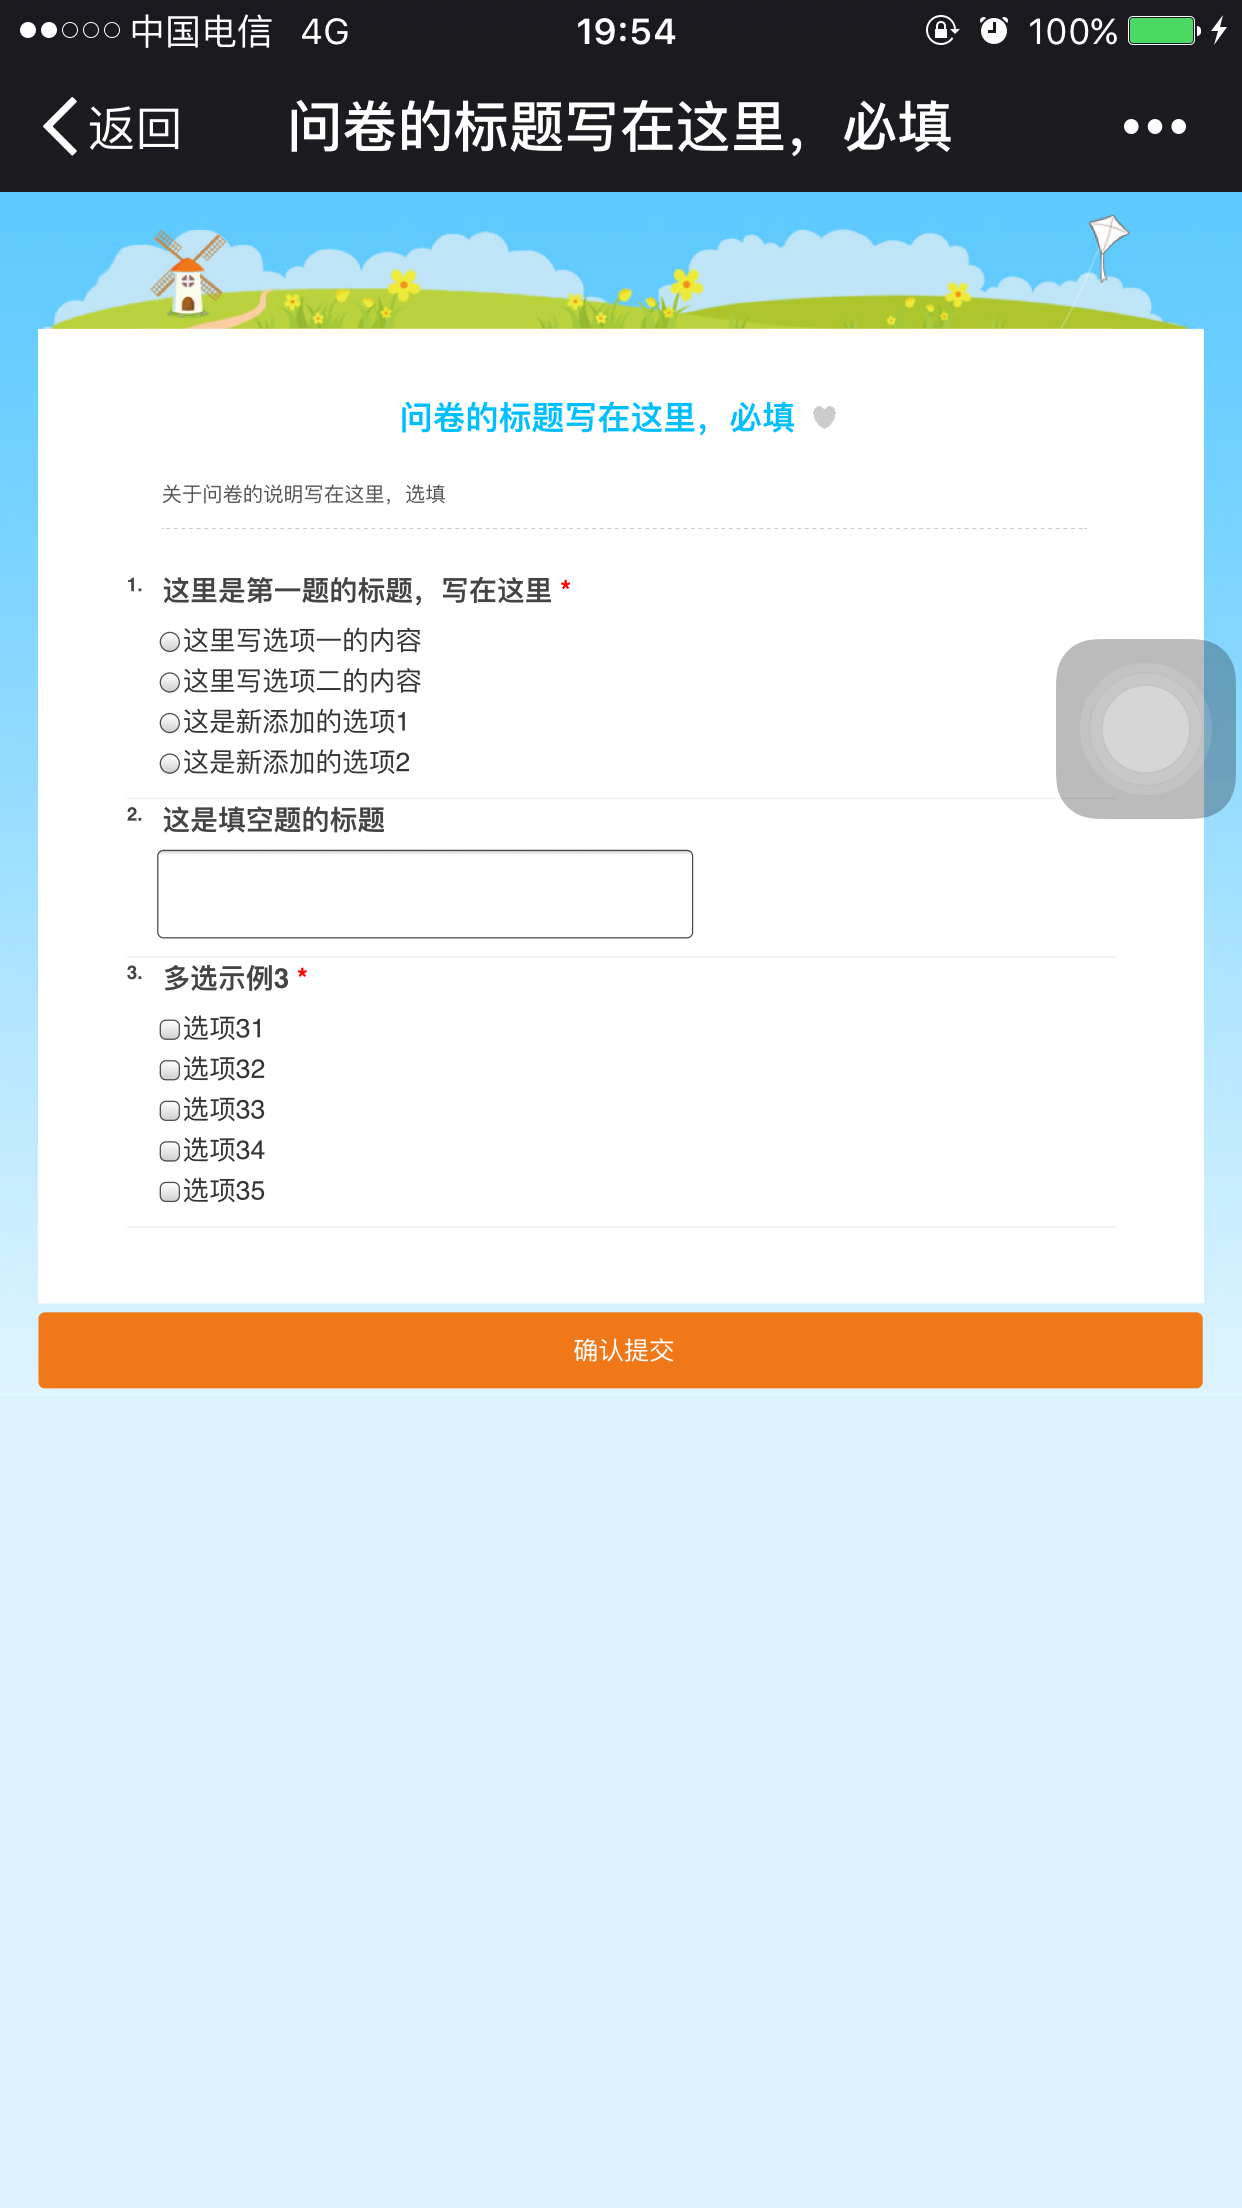 中国电信 4G 19:54 100%
返回 问卷的标题写在这里，必填
问卷的标题写在这里，必填
关于问卷的说明写在这里，选填
1. 这里是第一题的标题，写在这里 *
这里写选项一的内容
这里写选项二的内容
这是新添加的选项1
这是新添加的选项2
2. 这是填空题的标题
3. 多选示例3 *
选项31
选项32
选项33
选项34
选项35
确认提交